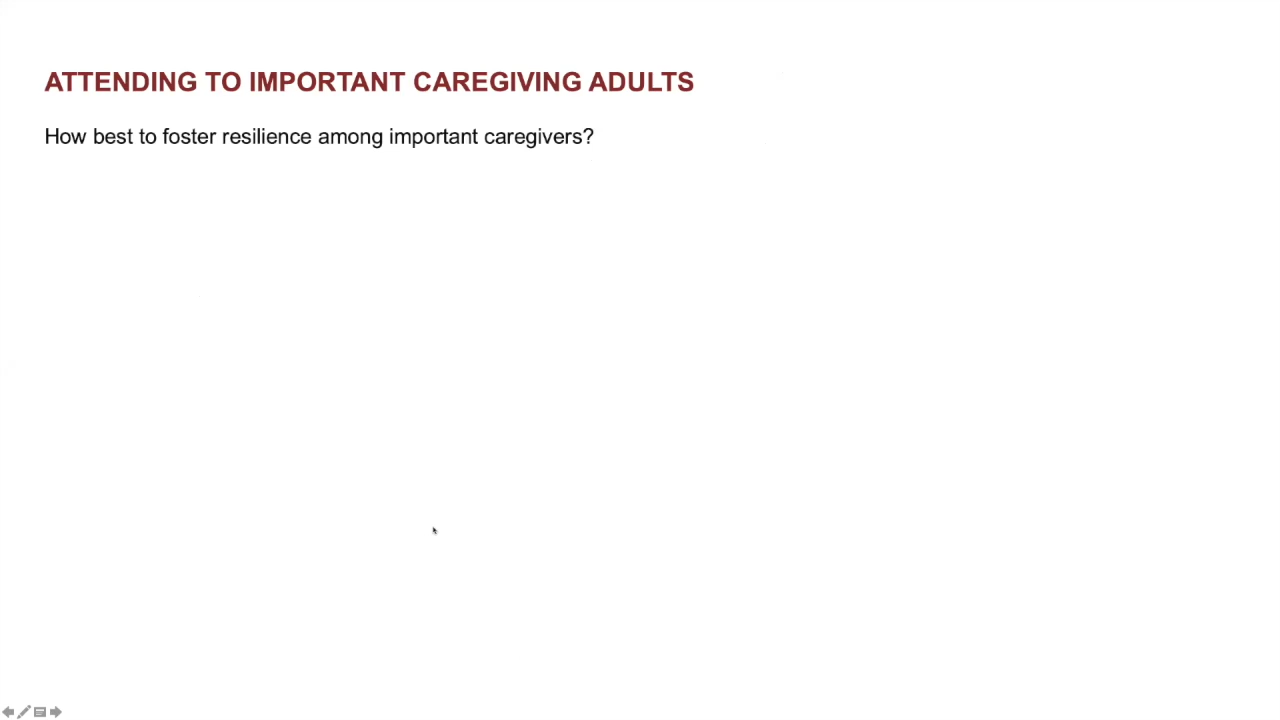 ATTENDING TO IMPORTANT CAREGIVING ADULTS
How best to foster resilience among important caregivers?